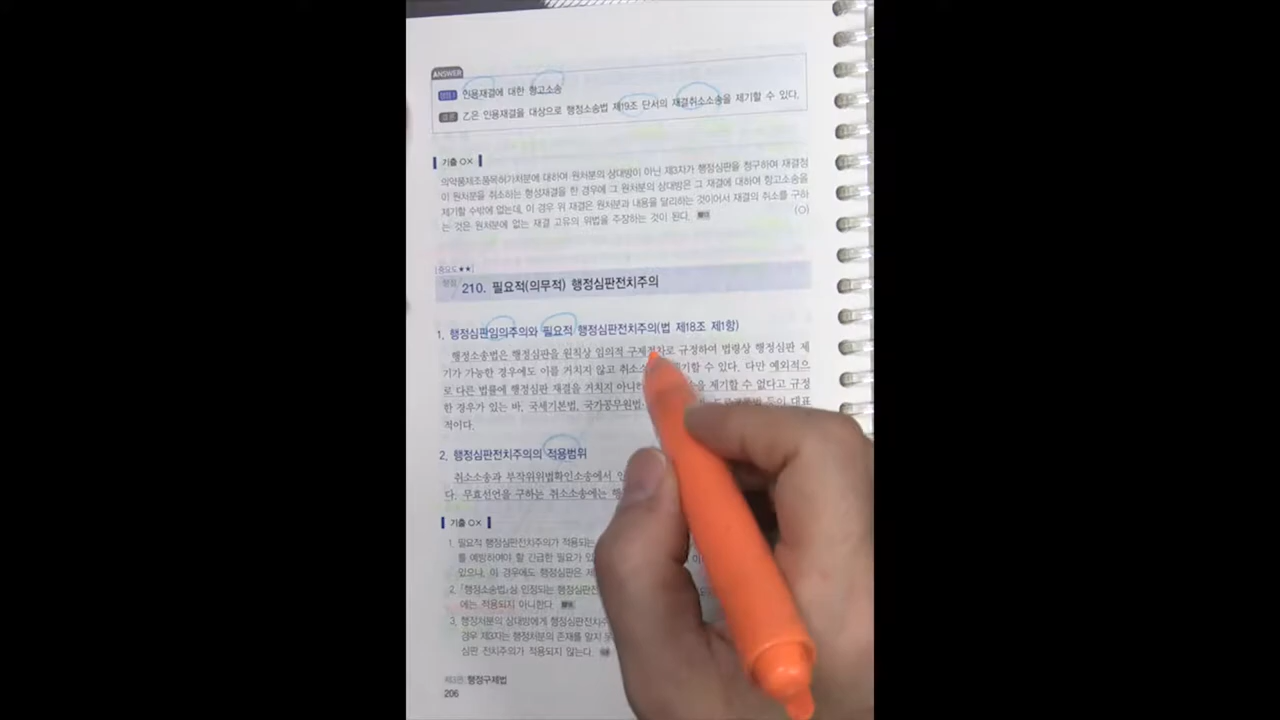 ANSWER
쟁점1 인용재결에 대한 항고소송
결론 乙은 인용재결을 대상으로 행정소송법 제19조 단서의 재결취소소송을 제기할 수 있다.
기출 ○×
의약품제조품목허가처분에 대하여 원처분의 상대방이 아닌 제3자가 행정심판을 청구하여 재결청
이 원처분을 취소하는 형성재결을 한 경우에 그 원처분의 상대방은 그 재결에 대하여 항고소송을
제기할 수밖에 없는데, 이 경우 위 재결은 원처분과 내용을 달리하는 것이어서 재결의 취소를 구하
는 것은 원처분에 없는 재결 고유의 위법을 주장하는 것이 된다. (○)
[중요도★★]
쟁점 210. 필요적(의무적) 행정심판전치주의
1. 행정심판임의주의와 필요적 행정심판전치주의(법 제18조 제1항)
행정소송법은 행정심판을 원칙상 임의적 구제절차로 규정하여 법령상 행정심판 제
기가 가능한 경우에도 이를 거치지 않고 취소소 제기할 수 있다. 다만 예외적으
로 다른 법률에 행정심판 재결을 거치지 아니하 을 제기할 수 없다고 규정
한 경우가 있는 바, 국세기본법, 국가공무원법, 도로교통법 등이 대표
적이다.
2. 행정심판전치주의의 적용범위
취소소송과 부작위위법확인소송에서 인
다. 무효선언을 구하는 취소소송에는 행
기출 ○×
1. 필요적 행정심판전치주의가 적용되는
를 예방하여야 할 긴급한 필요가 있
있으나, 이 경우에도 행정심판은 제
2. 「행정소송법」상 인정되는 행정심판전
에는 적용되지 아니한다.
3. 행정처분의 상대방에게 행정심판전치주
경우 제3자는 행정처분의 존재를 알지 못
심판 전치주의가 적용되지 않는다.
제3권 행정구제법
206